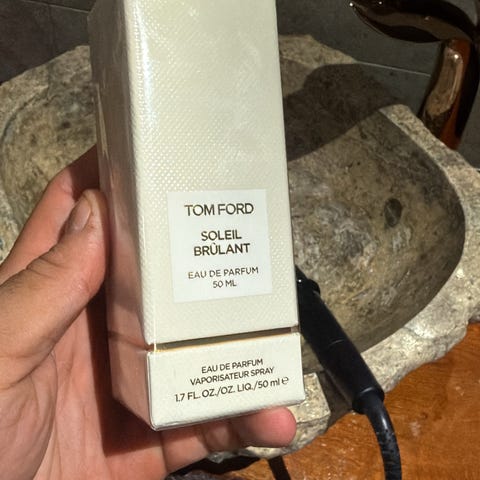 TOM FORD
SOLEIL
BRÛLANT
EAU DE PARFUM
50 ML
EAU DE PARFUM
VAPORISATEUR SPRAY
1.7 FL. OZ./OZ. LIQ./50 ml ℮